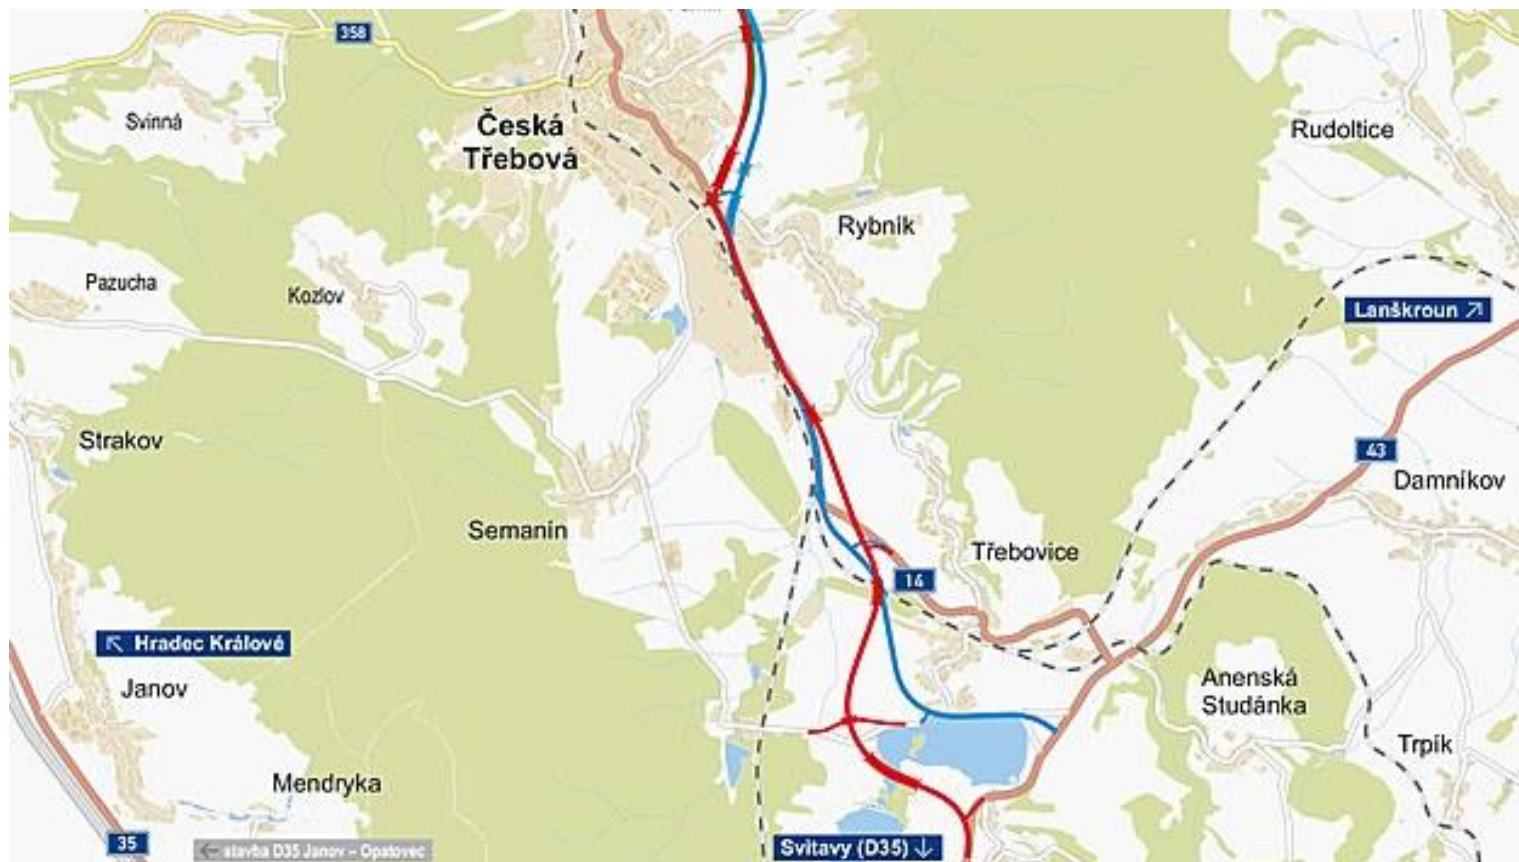 358
Svinná
Česká
Třebová
Rudoltice
Rybník
Pazucha
Kozlov
Lanškroun ↗
Strakov
43
Damníkov
Semanín
Třebovice
14
↖ Hradec Králové
Janov
Anenská
Studánka
Trpík
Mendryka
35
← stavba D35 Janov – Opatovec
Svitavy (D35) ↓